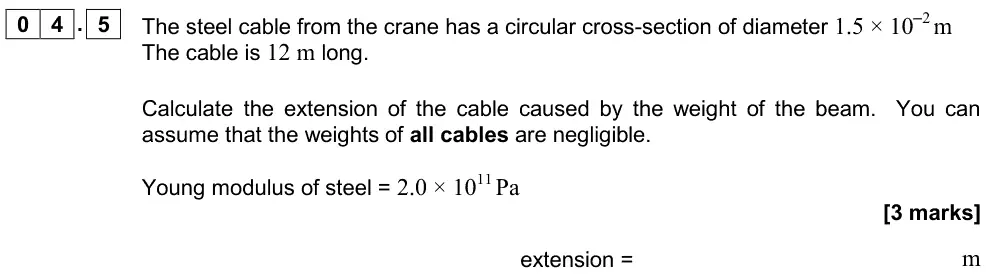 0 4 . 5 The steel cable from the crane has a circular cross-section of diameter 1.5 × 10⁻² m
The cable is 12 m long.
Calculate the extension of the cable caused by the weight of the beam. You can
assume that the weights of all cables are negligible.
Young modulus of steel = 2.0 × 10¹¹ Pa
[3 marks]
extension = m